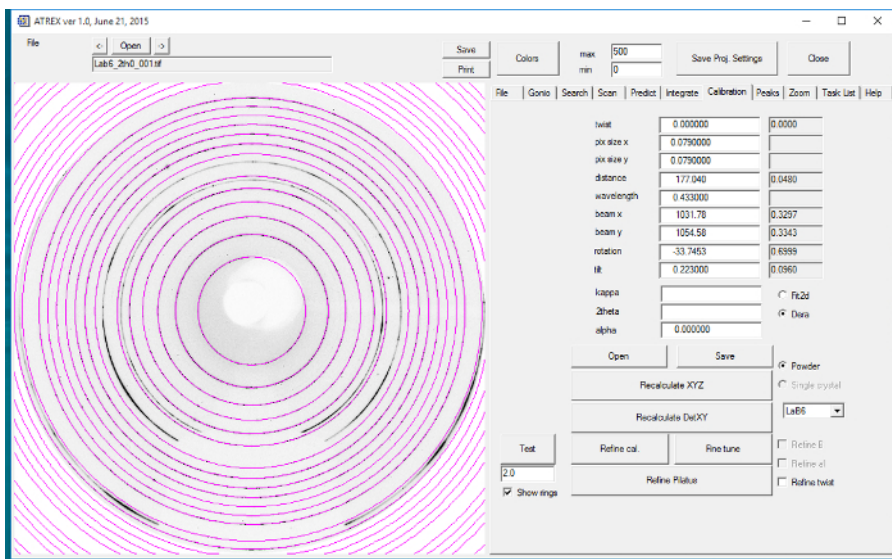 ATREX ver 1.0, June 21, 2015
File <- Open ->
Lab6_2th0_001.tif
Save
Print
Colors
max 500
min 0
Save Proj. Settings
Close
File Gonio Search Scan Predict Integrate Calibration Peaks Zoom Task List Help
twist 0.000000 0.0000
pix size x 0.0790000
pix size y 0.0790000
distance 177.040 0.0480
wavelength 0.433000
beam x 1031.78 0.3297
beam y 1054.58 0.3343
rotation -33.7453 0.6999
tilt 0.223000 0.0960
kappa Fit2d
2theta Dera
alpha 0.000000
Open Save
Powder
Recalculate XYZ
Single crystal
Recalculate DetXY
LaB6
Test Refine cal. Fine tune
Refine E
2.0
Refine el
Refine Pilatus
Refine twist
Show rings